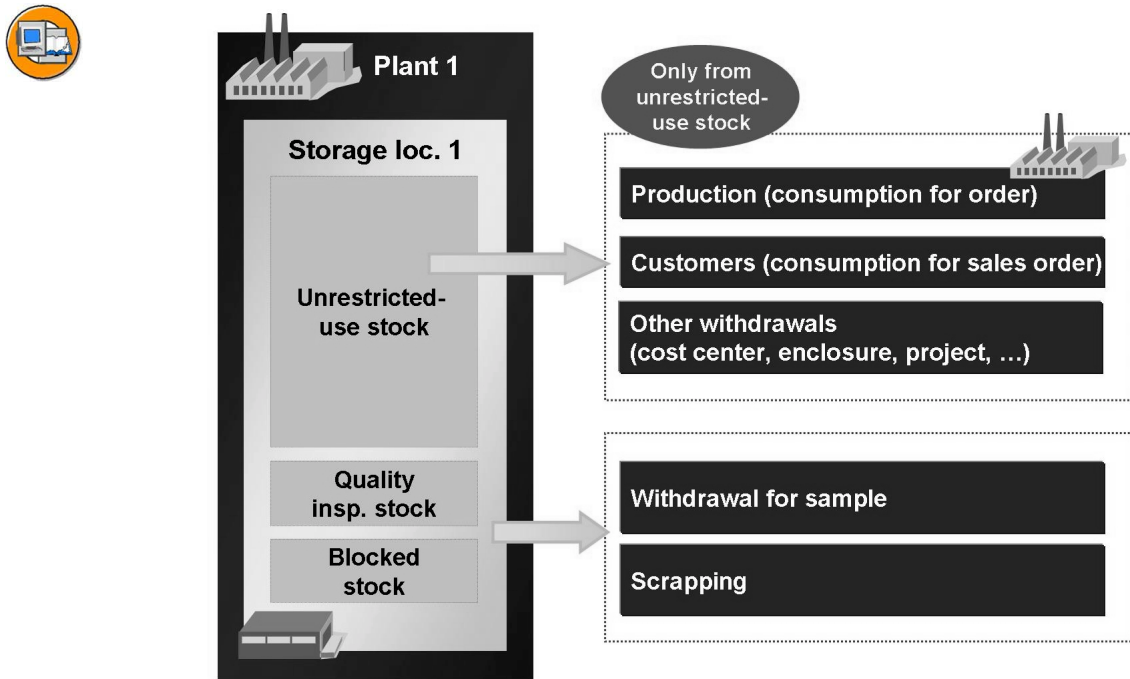 Plant 1
Storage loc. 1
Unrestricted-
use stock
Quality
insp. stock
Blocked
stock
Only from
unrestricted-
use stock
Production (consumption for order)
Customers (consumption for sales order)
Other withdrawals
(cost center, enclosure, project, …)
Withdrawal for sample
Scrapping